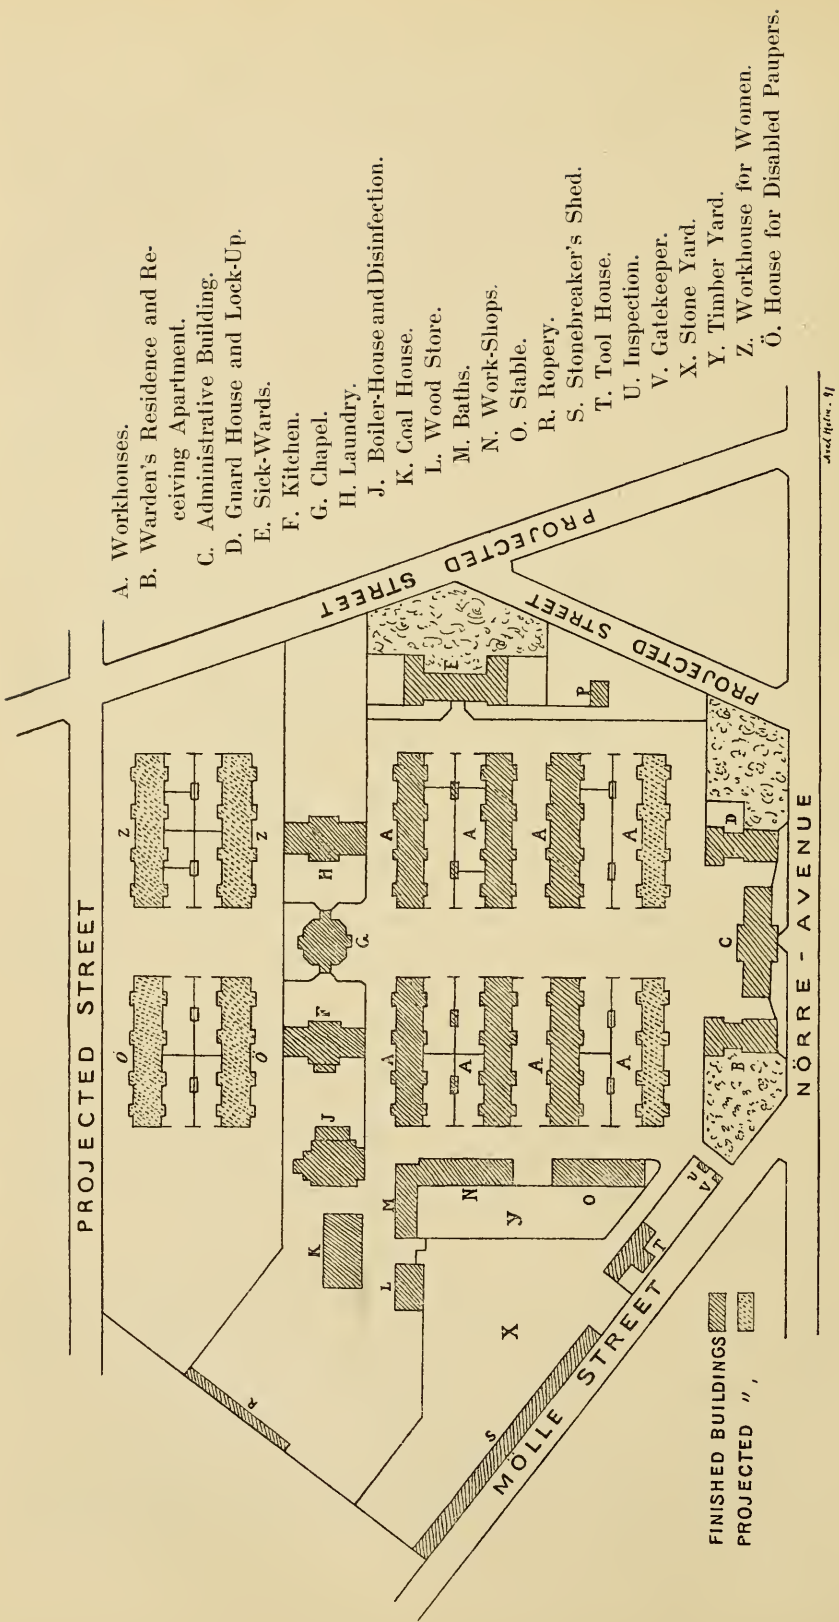 PROJECTED STREET
A. Workhouses.
B. Warden's Residence and Re-
ceiving Apartment.
C. Administrative Building.
D. Guard House and Lock-Up.
E. Sick-Wards.
F. Kitchen.
G. Chapel.
H. Laundry.
J. Boiler-House and Disinfection.
K. Coal House.
L. Wood Store.
M. Baths.
N. Work-Shops.
O. Stable.
R. Ropery.
S. Stonebreaker's Shed.
T. Tool House.
U. Inspection.
V. Gatekeeper.
X. Stone Yard.
Y. Timber Yard.
Z. Workhouse for Women.
Ö. House for Disabled Paupers.
PROJECTED STREET
PROJECTED STREET
Ö
Z
Ö
Z
R
K
J
F
G
H
L
M
A
A
E
N
A
A
P
X
y
A
A
O
A
A
S
T
U
V
B
C
D
MÖLLE STREET
NÖRRE - AVENUE
FINISHED BUILDINGS
PROJECTED ",